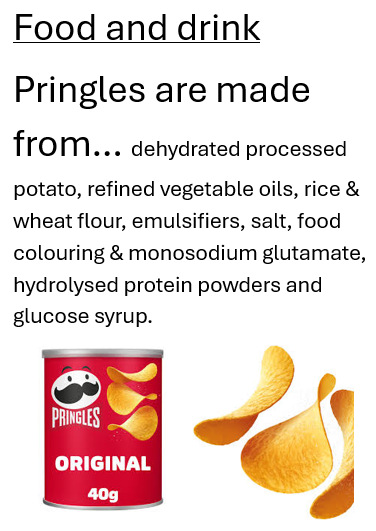 Food and drink
Pringles are made
from... dehydrated processed
potato, refined vegetable oils, rice &
wheat flour, emulsifiers, salt, food
colouring & monosodium glutamate,
hydrolysed protein powders and
glucose syrup.
PRINGLES
ORIGINAL
40g